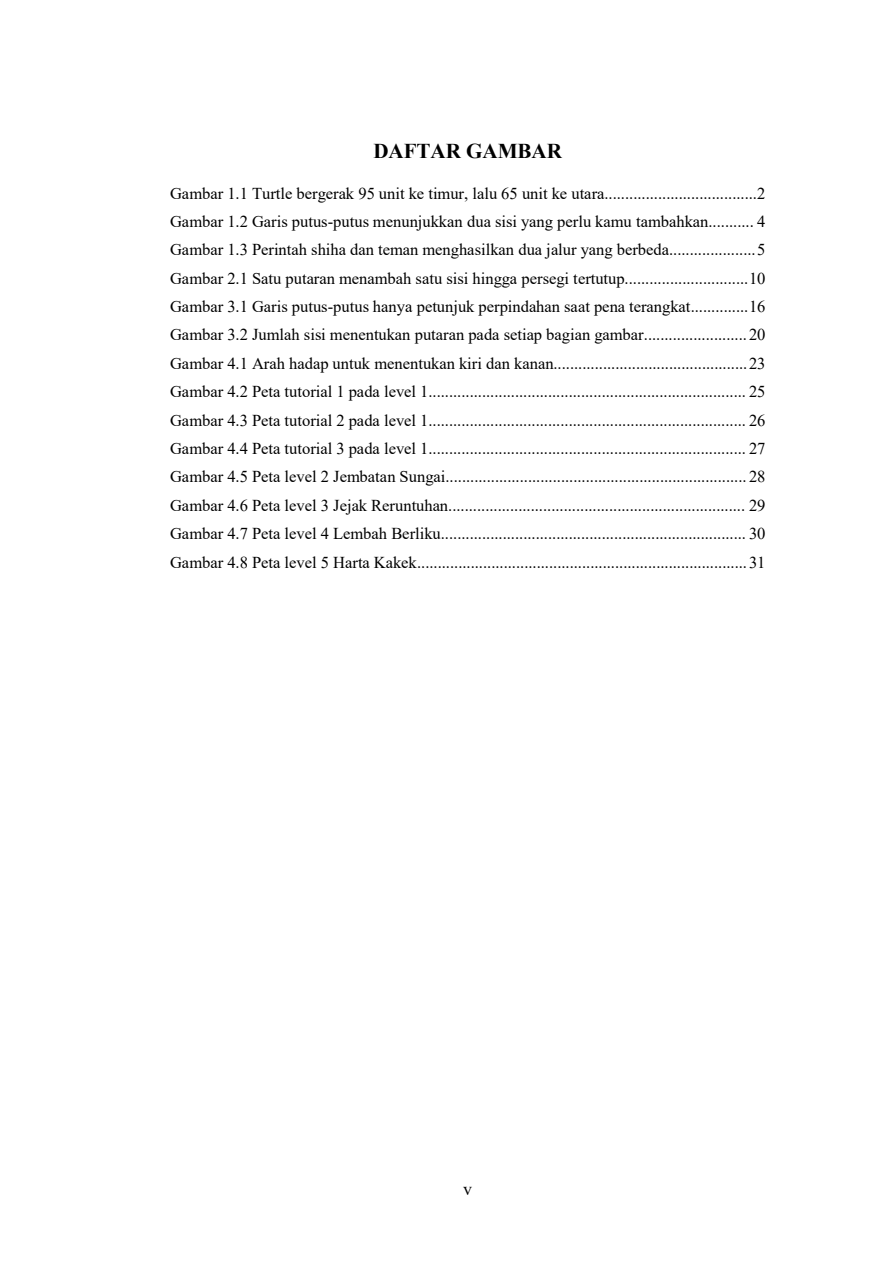 DAFTAR GAMBAR
Gambar 1.1 Turtle bergerak 95 unit ke timur, lalu 65 unit ke utara.....................................2
Gambar 1.2 Garis putus-putus menunjukkan dua sisi yang perlu kamu tambahkan........... 4
Gambar 1.3 Perintah shiha dan teman menghasilkan dua jalur yang berbeda.....................5
Gambar 2.1 Satu putaran menambah satu sisi hingga persegi tertutup..............................10
Gambar 3.1 Garis putus-putus hanya petunjuk perpindahan saat pena terangkat..............16
Gambar 3.2 Jumlah sisi menentukan putaran pada setiap bagian gambar......................... 20
Gambar 4.1 Arah hadap untuk menentukan kiri dan kanan...............................................23
Gambar 4.2 Peta tutorial 1 pada level 1............................................................................. 25
Gambar 4.3 Peta tutorial 2 pada level 1............................................................................. 26
Gambar 4.4 Peta tutorial 3 pada level 1............................................................................. 27
Gambar 4.5 Peta level 2 Jembatan Sungai......................................................................... 28
Gambar 4.6 Peta level 3 Jejak Reruntuhan........................................................................ 29
Gambar 4.7 Peta level 4 Lembah Berliku.......................................................................... 30
Gambar 4.8 Peta level 5 Harta Kakek................................................................................ 31
v